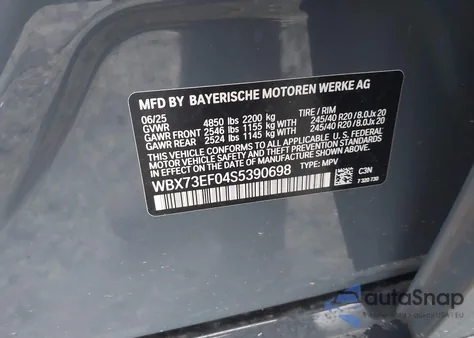 MFD BY BAYERISCHE MOTOREN WERKE AG
06/25 4850 lbs 2200 kg TIRE / RIM
GVWR
GAWR FRONT 2546 lbs 1155 kg WITH 245/40 R20 / 8.0Jx 20
GAWR REAR 2524 lbs 1145 kg WITH 245/40 R20 / 8.0Jx 20
THIS VEHICLE CONFORMS TO ALL APPLICABLE U.S.
FEDERAL MOTOR VEHICLE SAFETY STANDARDS
IN EFFECT ON THE DATE OF MANUFACTURE SHOWN ABOVE.
WBX73EF04S5390698 TYPE: MPV
C3N
7 320 730
autoSnap